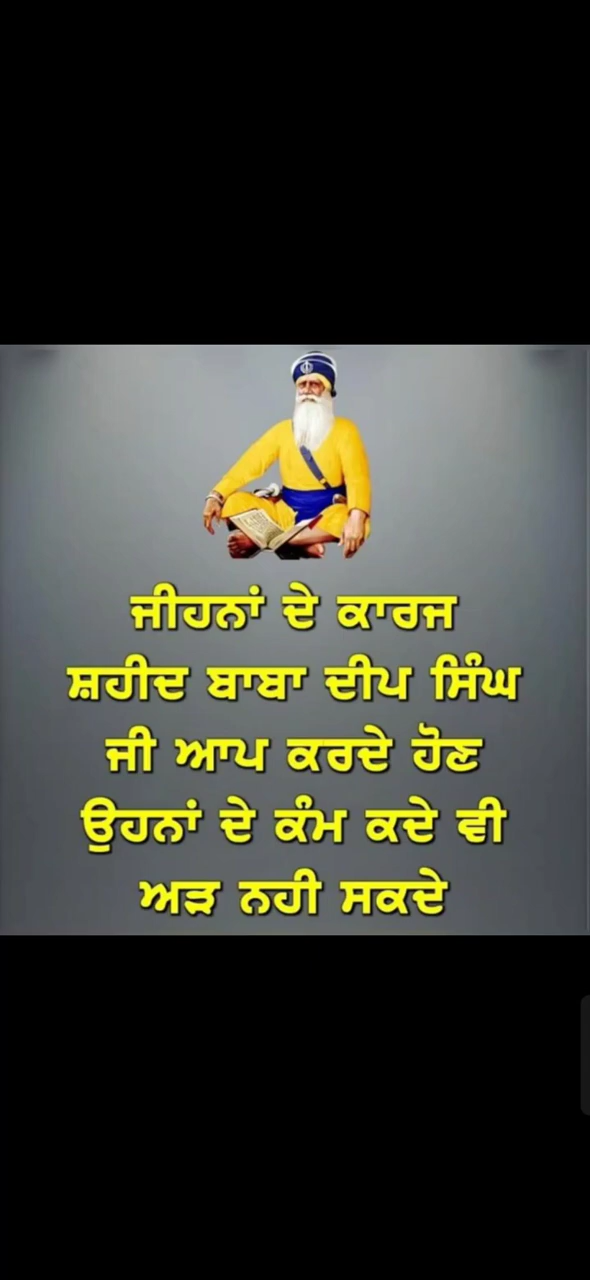 ਜੀਹਨਾਂ ਦੇ ਕਾਰਜ
ਸ਼ਹੀਦ ਬਾਬਾ ਦੀਪ ਸਿੰਘ
ਜੀ ਆਪ ਕਰਦੇ ਹੋਣ
ਉਹਨਾਂ ਦੇ ਕੰਮ ਕਦੇ ਵੀ
ਅੜ ਨਹੀ ਸਕਦੇ